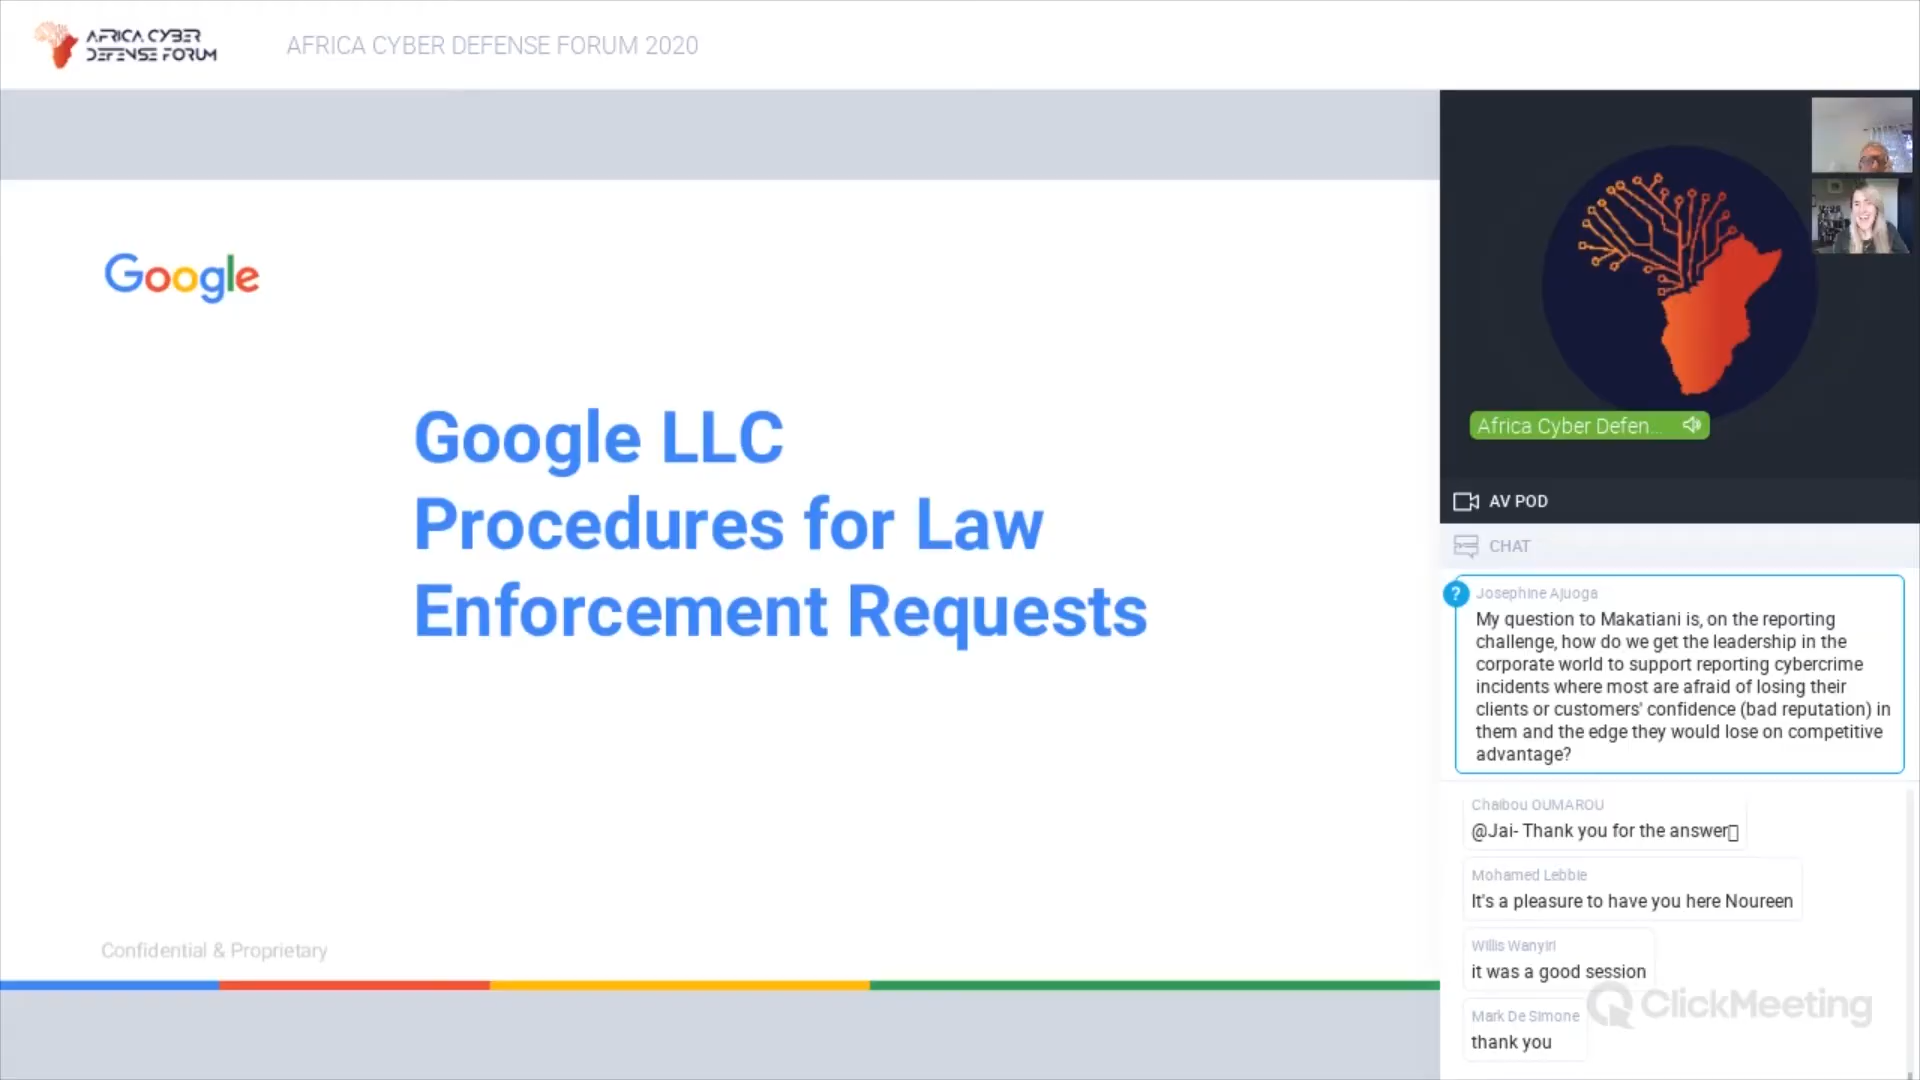 AFRICA CYBER
DEFENSE FORUM
AFRICA CYBER DEFENSE FORUM 2020
Google
Google LLC
Procedures for Law
Enforcement Requests
Confidential & Proprietary
Africa Cyber Defen...
AV POD
CHAT
?
Josephine Ajuoga
My question to Makatiani is, on the reporting
challenge, how do we get the leadership in the
corporate world to support reporting cybercrime
incidents where most are afraid of losing their
clients or customers' confidence (bad reputation) in
them and the edge they would lose on competitive
advantage?
Chaibou OUMAROU
@Jai- Thank you for the answer
Mohamed Lebbie
It's a pleasure to have you here Noureen
Willis Wanyiri
it was a good session
Mark De Simone
thank you
ClickMeeting